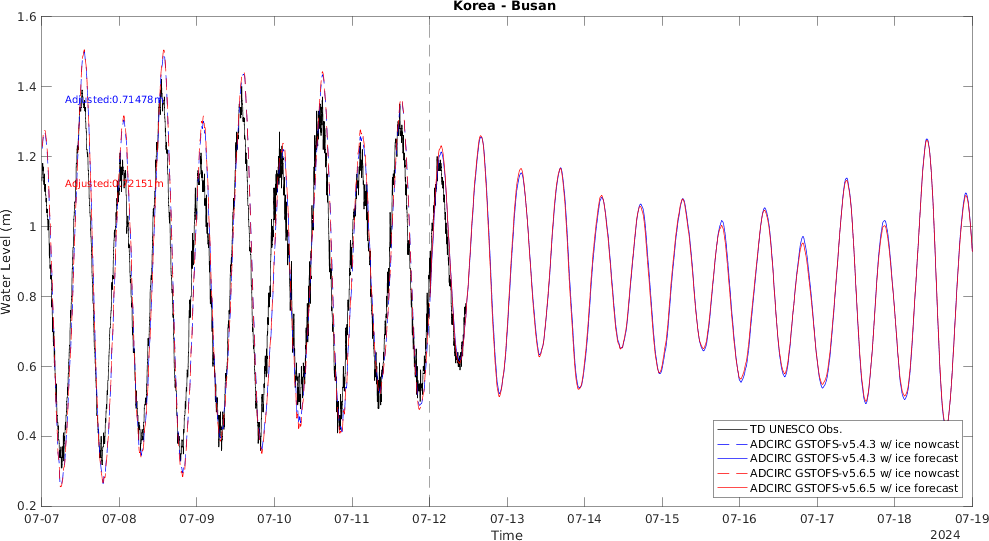 Korea - Busan
1.6
1.4
1.2
1
0.8
0.6
0.4
0.2
Water Level (m)
Adjusted:0.71478m
Adjusted:0.72151m
TD UNESCO Obs.
ADCIRC GSTOFS-v5.4.3 w/ ice nowcast
ADCIRC GSTOFS-v5.4.3 w/ ice forecast
ADCIRC GSTOFS-v5.6.5 w/ ice nowcast
ADCIRC GSTOFS-v5.6.5 w/ ice forecast
07-07 07-08 07-09 07-10 07-11 07-12 07-13 07-14 07-15 07-16 07-17 07-18 07-19
Time
2024